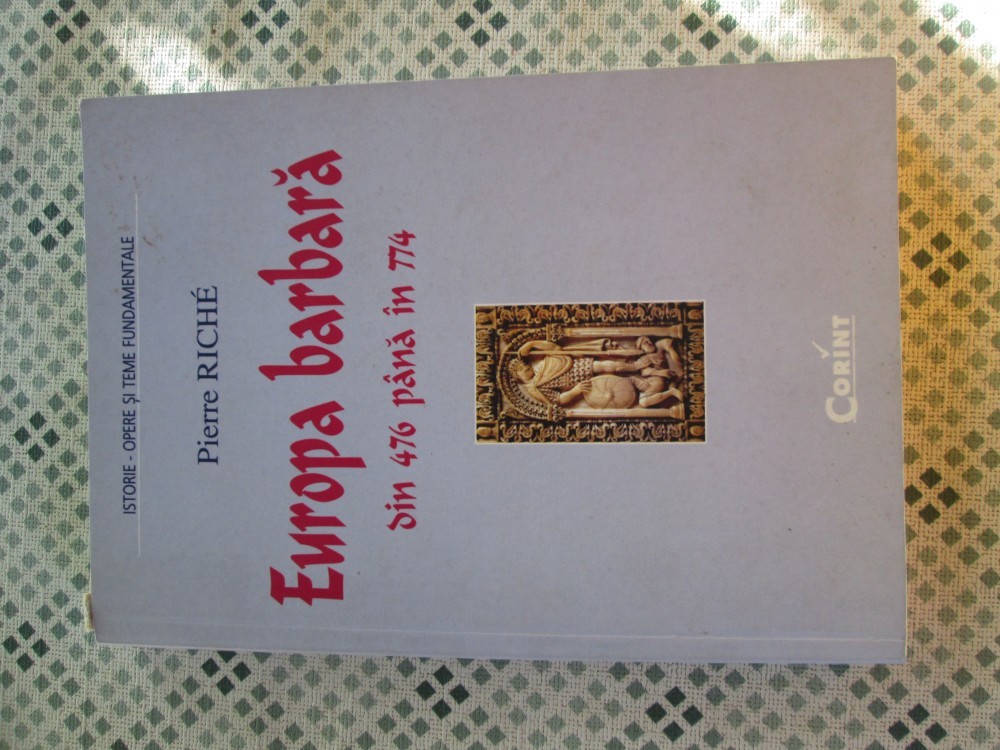 ISTORIE - OPERE ȘI TEME FUNDAMENTALE
Pierre RICHÉ
Europa barbară
din 476 până în 774
CORINT